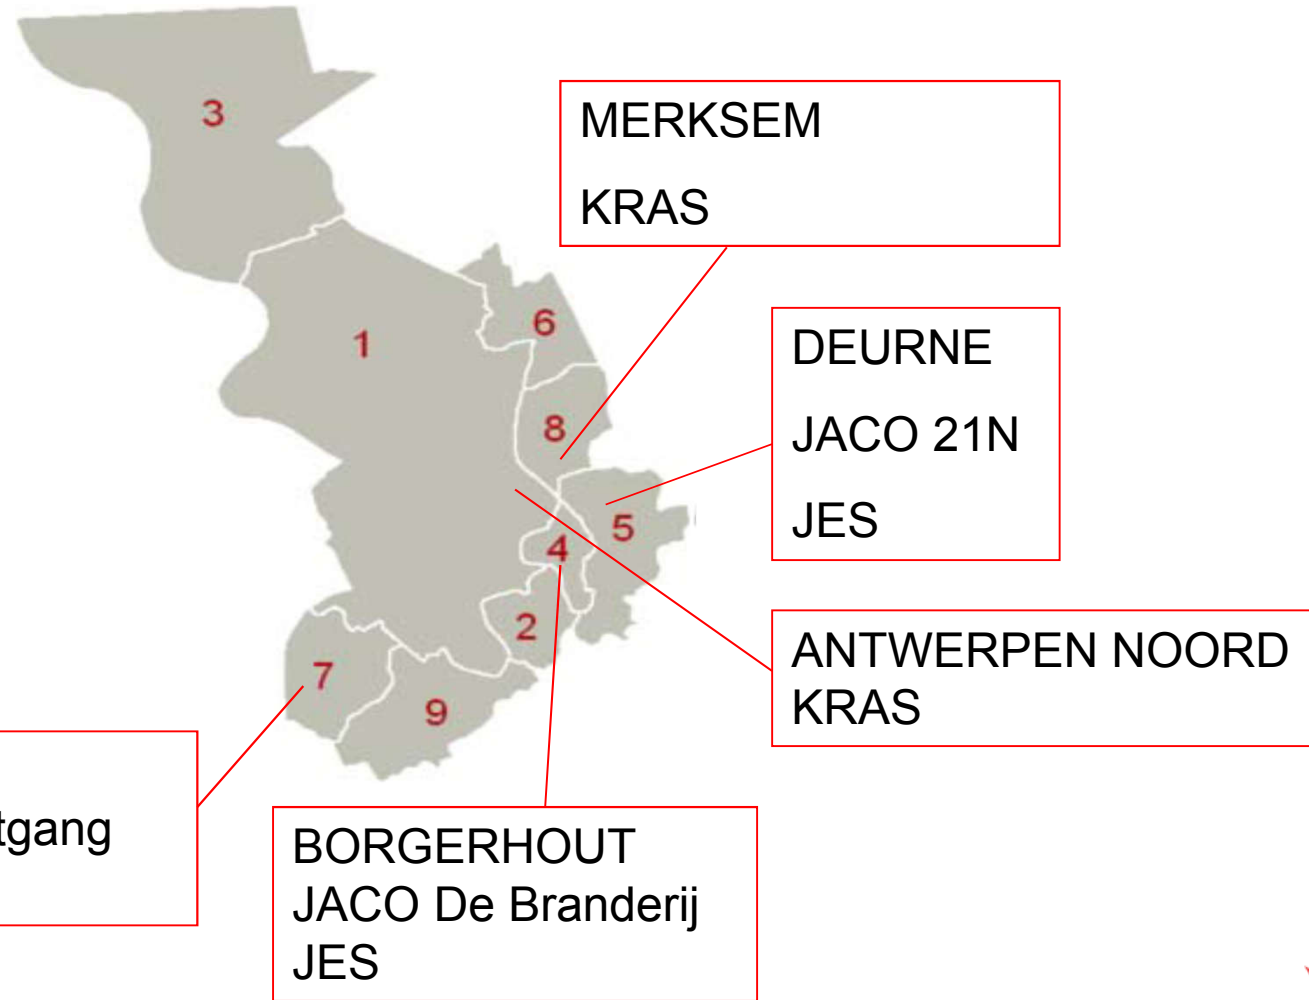 3
MERKSEM
KRAS
6
1
DEURNE
JACO 21N
JES
8
5
4
2
ANTWERPEN NOORD
KRAS
7
9
BORGERHOUT
JACO De Branderij
JES